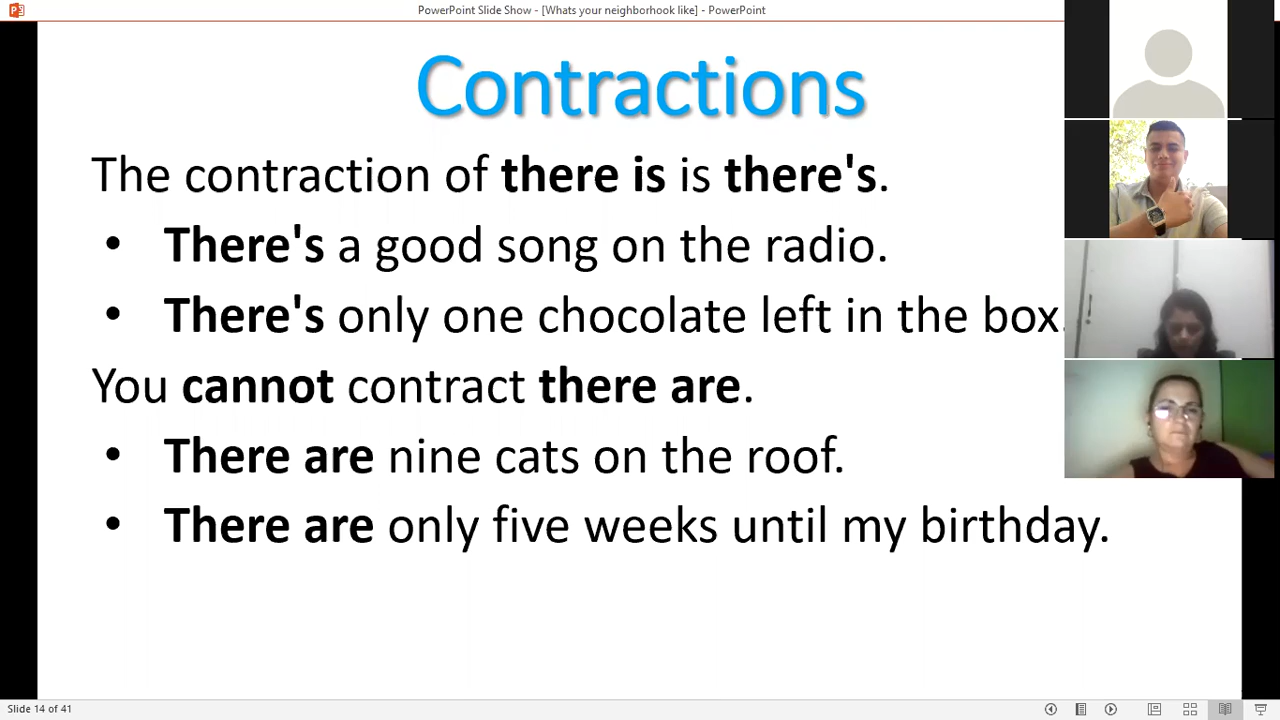 PowerPoint Slide Show - [Whats your neighborhook like] - PowerPoint
Contractions
The contraction of there is is there's.
• There's a good song on the radio.
• There's only one chocolate left in the box.
You cannot contract there are.
• There are nine cats on the roof.
• There are only five weeks until my birthday.
Slide 14 of 41